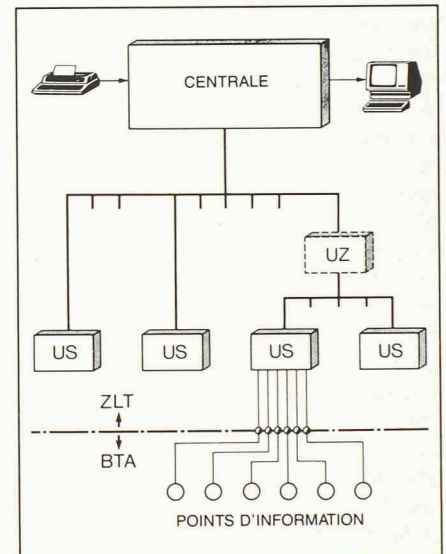 CENTRALE
UZ
US
US
US
US
ZLT
BTA
POINTS D'INFORMATION